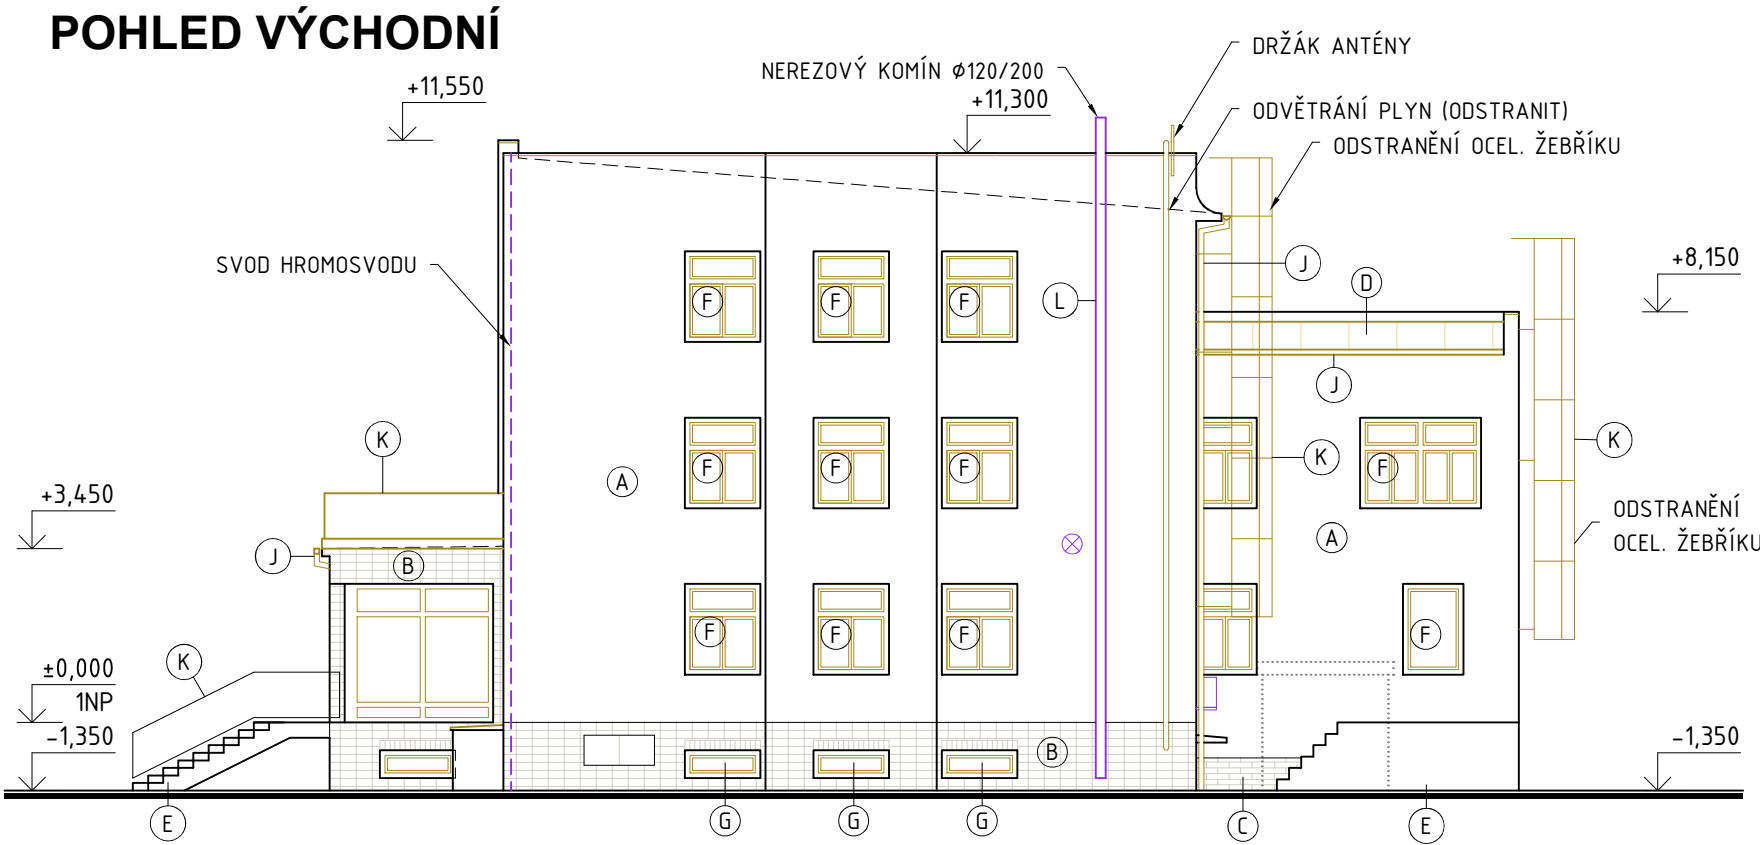 POHLED VÝCHODNÍ
DRŽÁK ANTÉNY
NEREZOVÝ KOMÍN ⌀120/200
+11,550
+11,300
ODVĚTRÁNÍ PLYN (ODSTRANIT)
ODSTRANĚNÍ OCEL. ŽEBŘÍKU
SVOD HROMOSVODU
J
+8,150
D
F
F
F
L
J
K
K
K
F
F
F
F
A
+3,450
ODSTRANĚNÍ
OCEL. ŽEBŘÍKU
A
J
B
F
F
F
F
K
±0,000
1NP
-1,350
-1,350
B
E
G
G
G
C
E